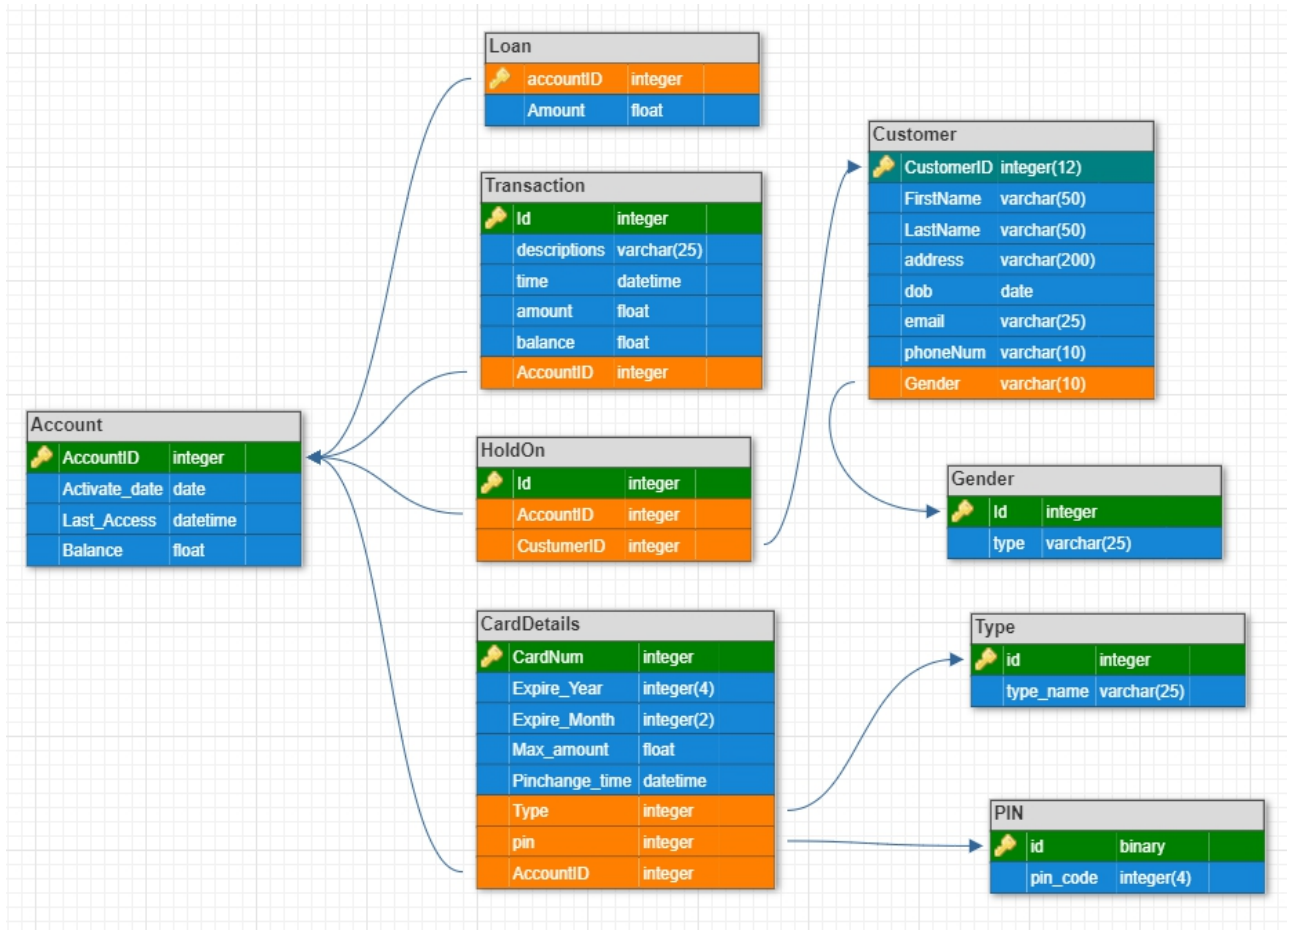 Loan
accountID integer
Amount float
Customer
CustomerID integer(12)
FirstName varchar(50)
LastName varchar(50)
address varchar(200)
dob date
email varchar(25)
phoneNum varchar(10)
Gender varchar(10)
Transaction
Id integer
descriptions varchar(25)
time datetime
amount float
balance float
AccountID integer
Account
AccountID integer
Activate_date date
Last_Access datetime
Balance float
HoldOn
Id integer
AccountID integer
CustumerID integer
Gender
Id integer
type varchar(25)
CardDetails
CardNum integer
Expire_Year integer(4)
Expire_Month integer(2)
Max_amount float
Pinchange_time datetime
Type integer
pin integer
AccountID integer
Type
id integer
type_name varchar(25)
PIN
id binary
pin_code integer(4)